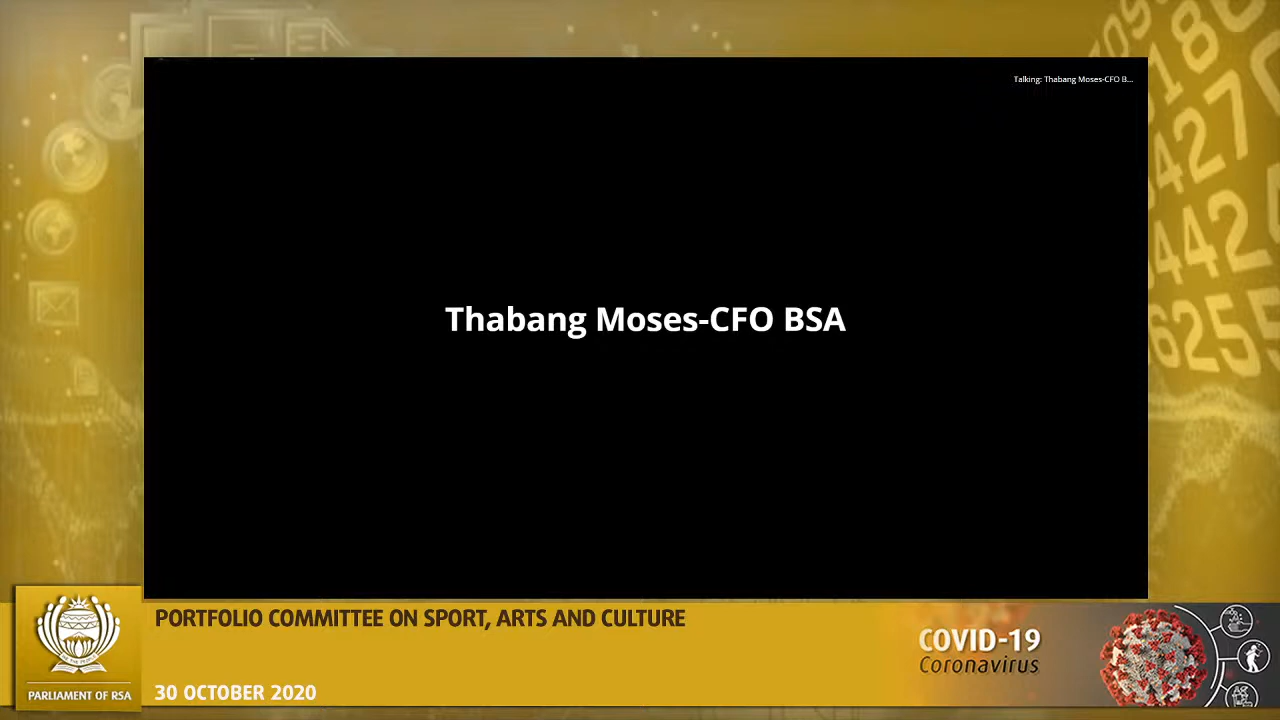 Talking: Thabang Moses-CFO B...
Thabang Moses-CFO BSA
PORTFOLIO COMMITTEE ON SPORT, ARTS AND CULTURE
COVID-19
Coronavirus
PARLIAMENT OF RSA
30 OCTOBER 2020